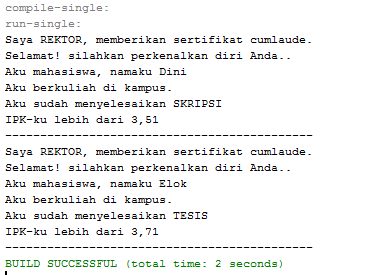 compile-single:
run-single:
Saya REKTOR, memberikan sertifikat cumlaude.
Selamat! silahkan perkenalkan diri Anda..
Aku mahasiswa, namaku Dini
Aku berkuliah di kampus.
Aku sudah menyelesaikan SKRIPSI
IPK-ku lebih dari 3,51
--------------------------------------------
Saya REKTOR, memberikan sertifikat cumlaude.
Selamat! silahkan perkenalkan diri Anda..
Aku mahasiswa, namaku Elok
Aku berkuliah di kampus.
Aku sudah menyelesaikan TESIS
IPK-ku lebih dari 3,71
--------------------------------------------
BUILD SUCCESSFUL (total time: 2 seconds)